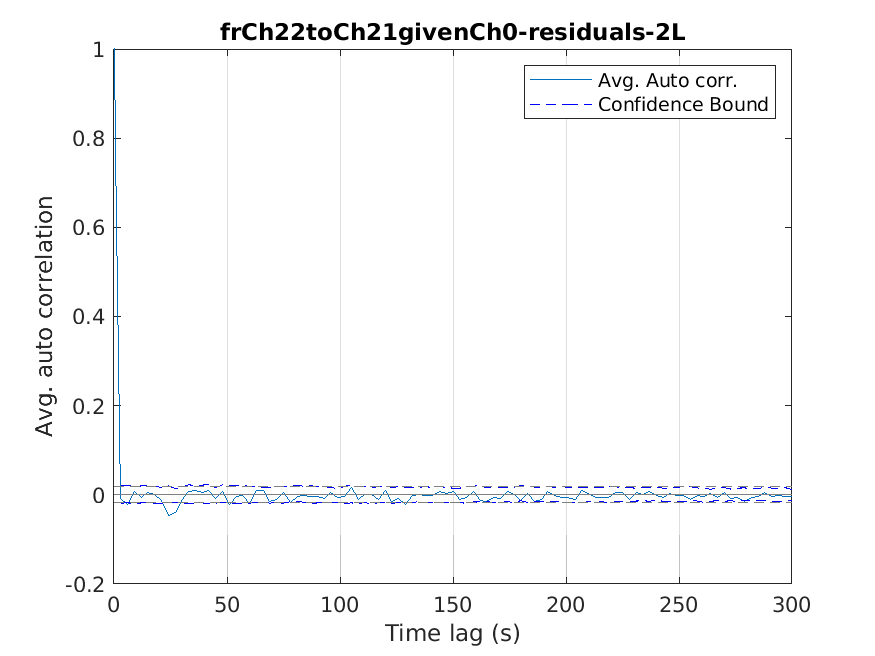 frCh22toCh21givenCh0-residuals-2L
1
0.8
0.6
0.4
0.2
0
-0.2
Avg. auto correlation
Avg. Auto corr.
Confidence Bound
0 50 100 150 200 250 300
Time lag (s)